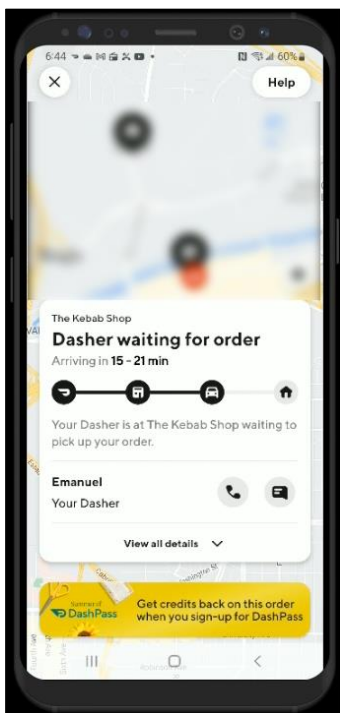 6:44
60%
Help
The Kebab Shop
Dasher waiting for order
Arriving in 15 - 21 min
Your Dasher is at The Kebab Shop waiting to
pick up your order.
Emanuel
Your Dasher
View all details
Summer of
DashPass
Get credits back on this order
when you sign-up for DashPass